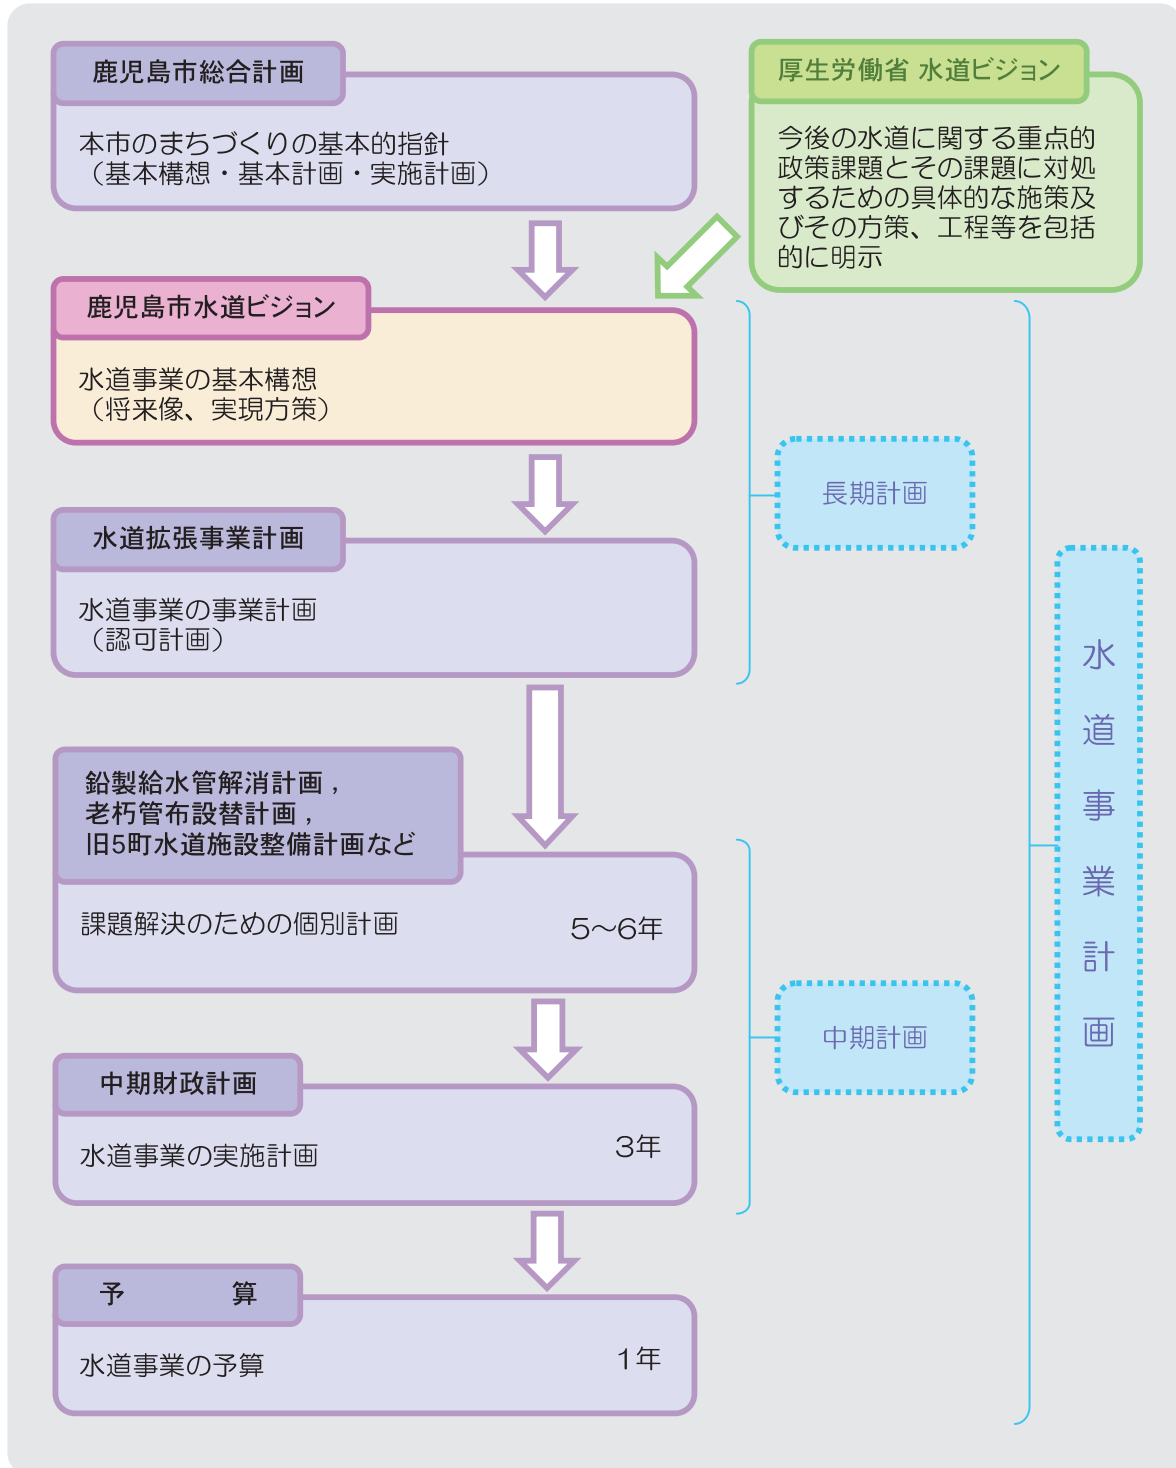 鹿児島市総合計画
本市のまちづくりの基本的指針
（基本構想・基本計画・実施計画）
厚生労働省 水道ビジョン
今後の水道に関する重点的
政策課題とその課題に対処
するための具体的な施策及
びその方策、工程等を包括
的に明示
鹿児島市水道ビジョン
水道事業の基本構想
（将来像、実現方策）
長期計画
水道拡張事業計画
水道事業の事業計画
（認可計画）
水道事業計画
鉛製給水管解消計画，
老朽管布設替計画，
旧5町水道施設整備計画など
課題解決のための個別計画
5～6年
中期計画
中期財政計画
水道事業の実施計画
3年
予　　　　算
水道事業の予算
1年